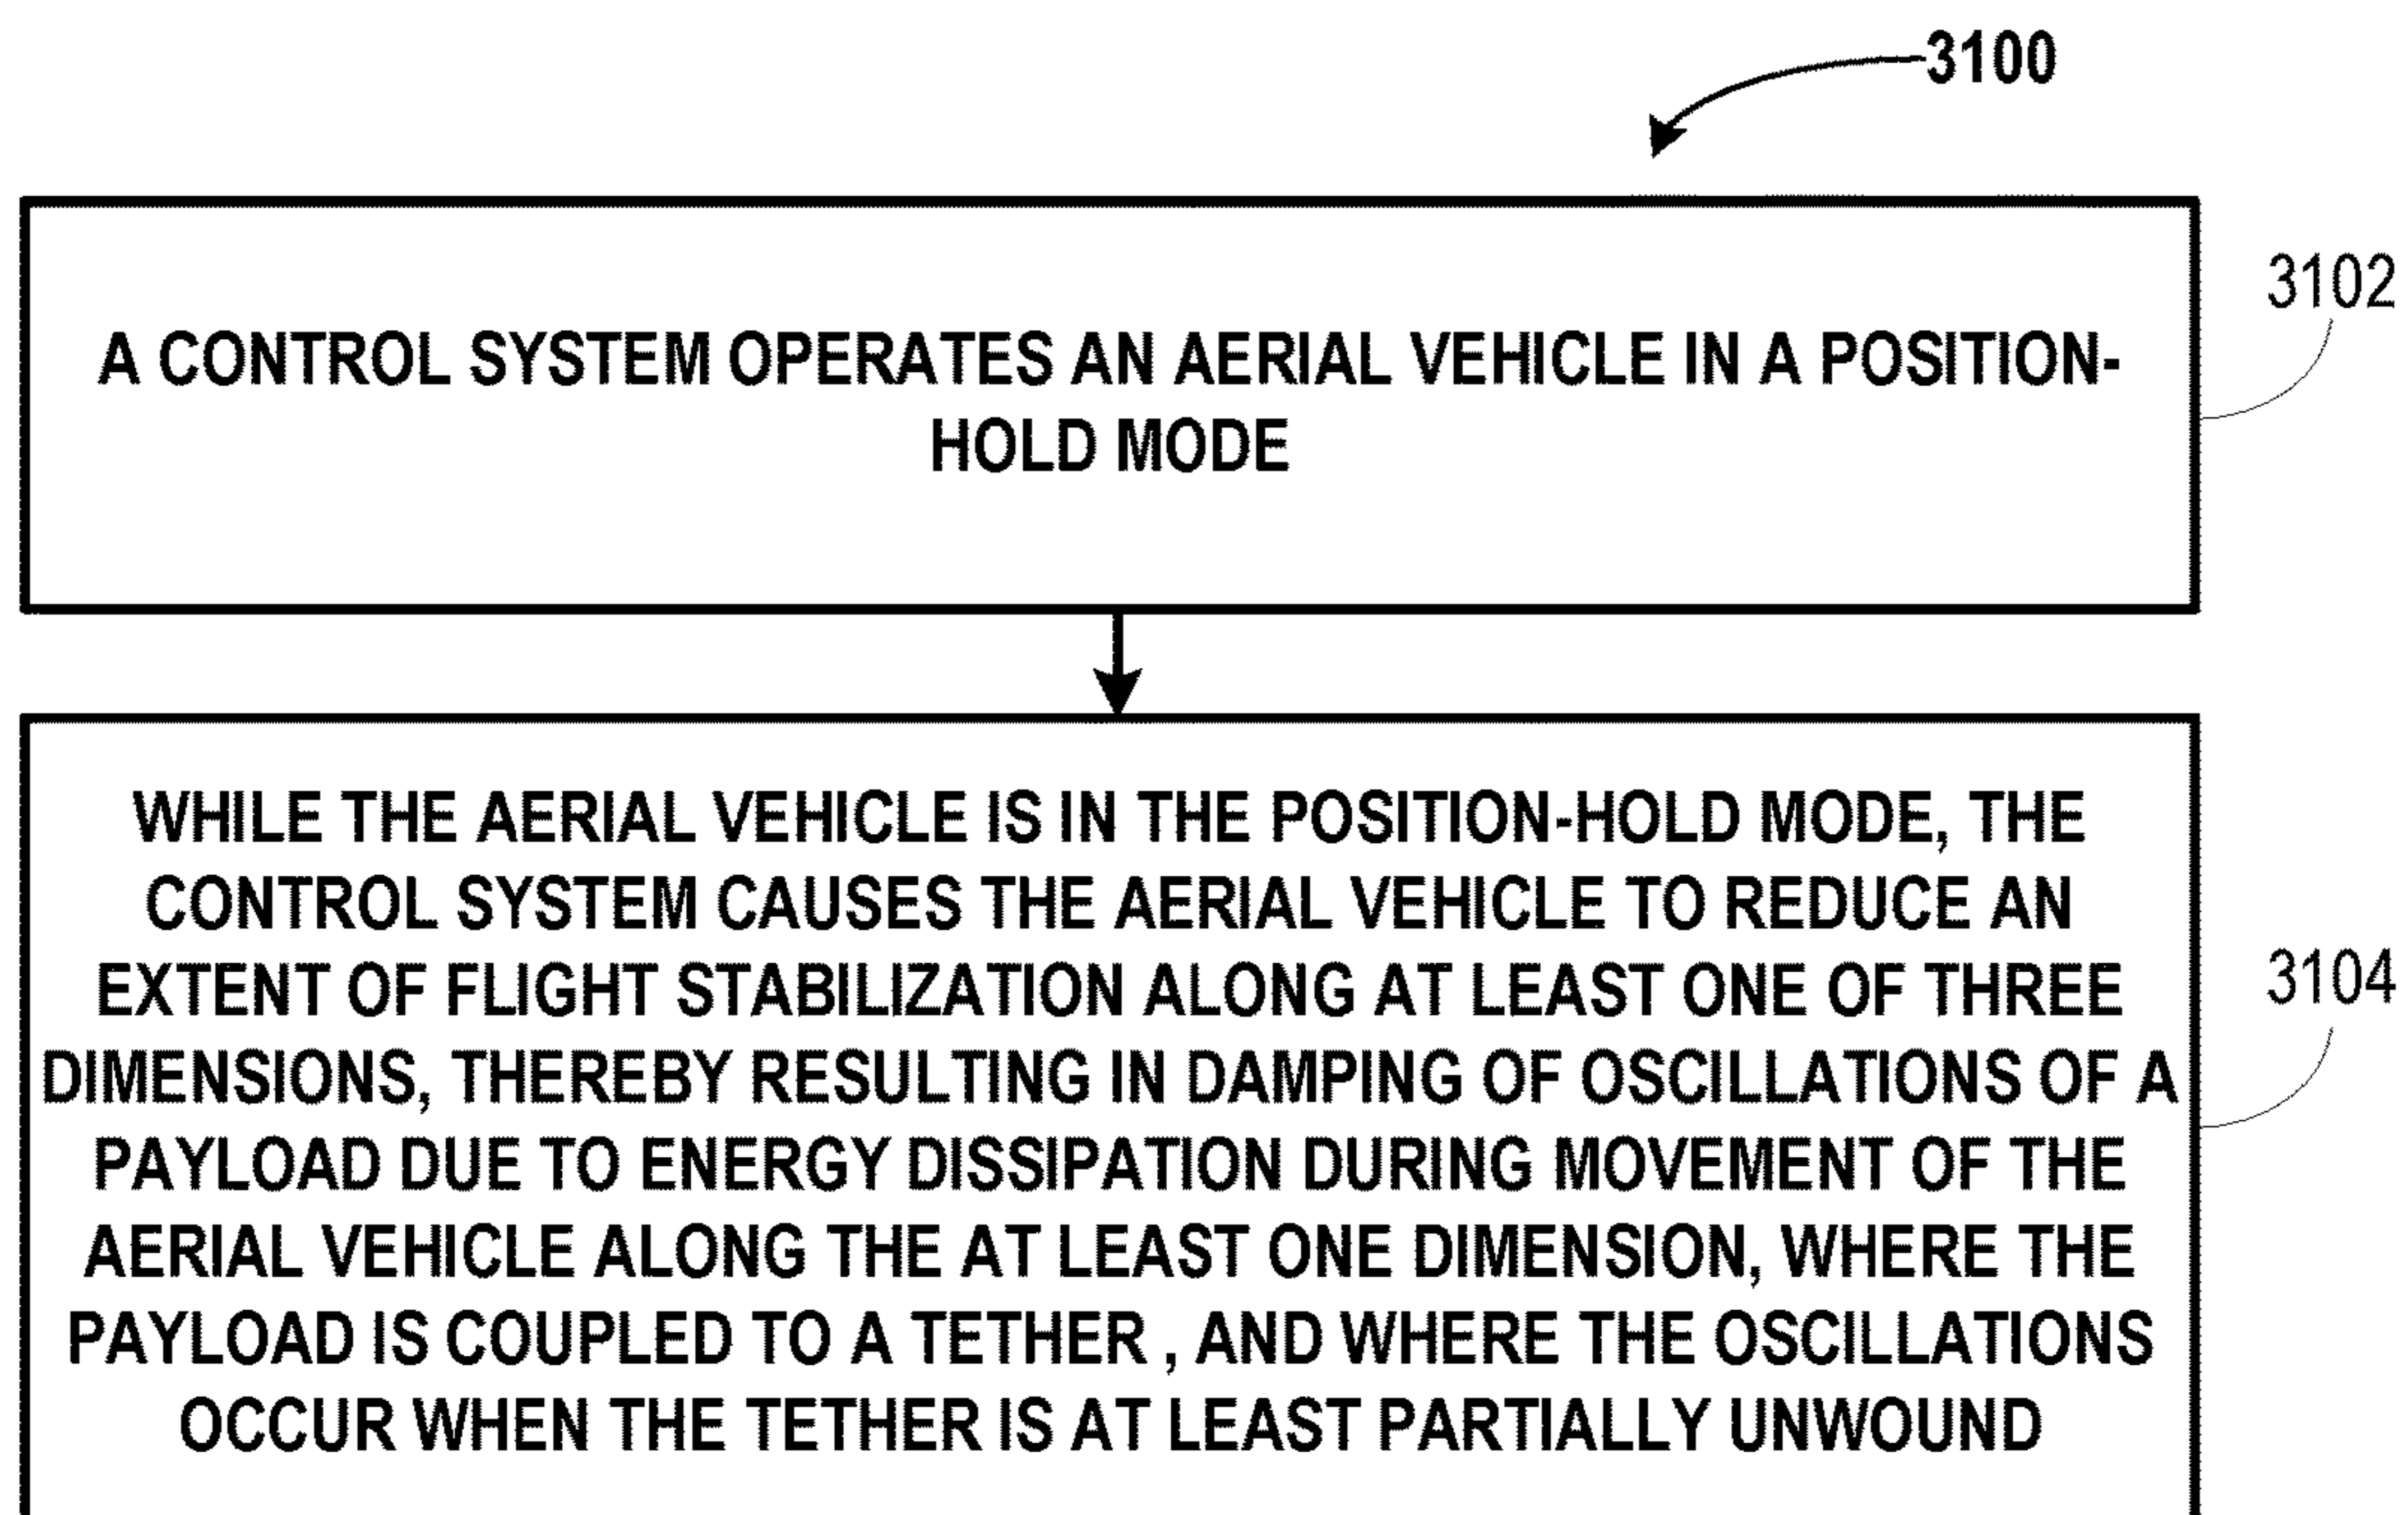 3100
3102
A CONTROL SYSTEM OPERATES AN AERIAL VEHICLE IN A POSITION-
HOLD MODE
WHILE THE AERIAL VEHICLE IS IN THE POSITION-HOLD MODE, THE
CONTROL SYSTEM CAUSES THE AERIAL VEHICLE TO REDUCE AN
EXTENT OF FLIGHT STABILIZATION ALONG AT LEAST ONE OF THREE
3104
DIMENSIONS, THEREBY RESULTING IN DAMPING OF OSCILLATIONS OF A
PAYLOAD DUE TO ENERGY DISSIPATION DURING MOVEMENT OF THE
AERIAL VEHICLE ALONG THE AT LEAST ONE DIMENSION, WHERE THE
PAYLOAD IS COUPLED TO A TETHER , AND WHERE THE OSCILLATIONS
OCCUR WHEN THE TETHER IS AT LEAST PARTIALLY UNWOUND